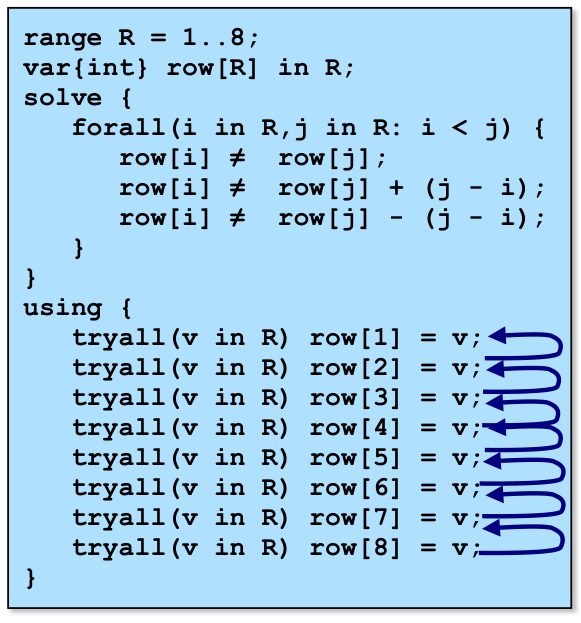 range R = 1..8;
var{int} row[R] in R;
solve {
   forall(i in R,j in R: i < j) {
      row[i] ≠  row[j];
      row[i] ≠  row[j] + (j - i);
      row[i] ≠  row[j] - (j - i);
   }
}
using {
   tryall(v in R) row[1] = v;
   tryall(v in R) row[2] = v;
   tryall(v in R) row[3] = v;
   tryall(v in R) row[4] = v;
   tryall(v in R) row[5] = v;
   tryall(v in R) row[6] = v;
   tryall(v in R) row[7] = v;
   tryall(v in R) row[8] = v;
}